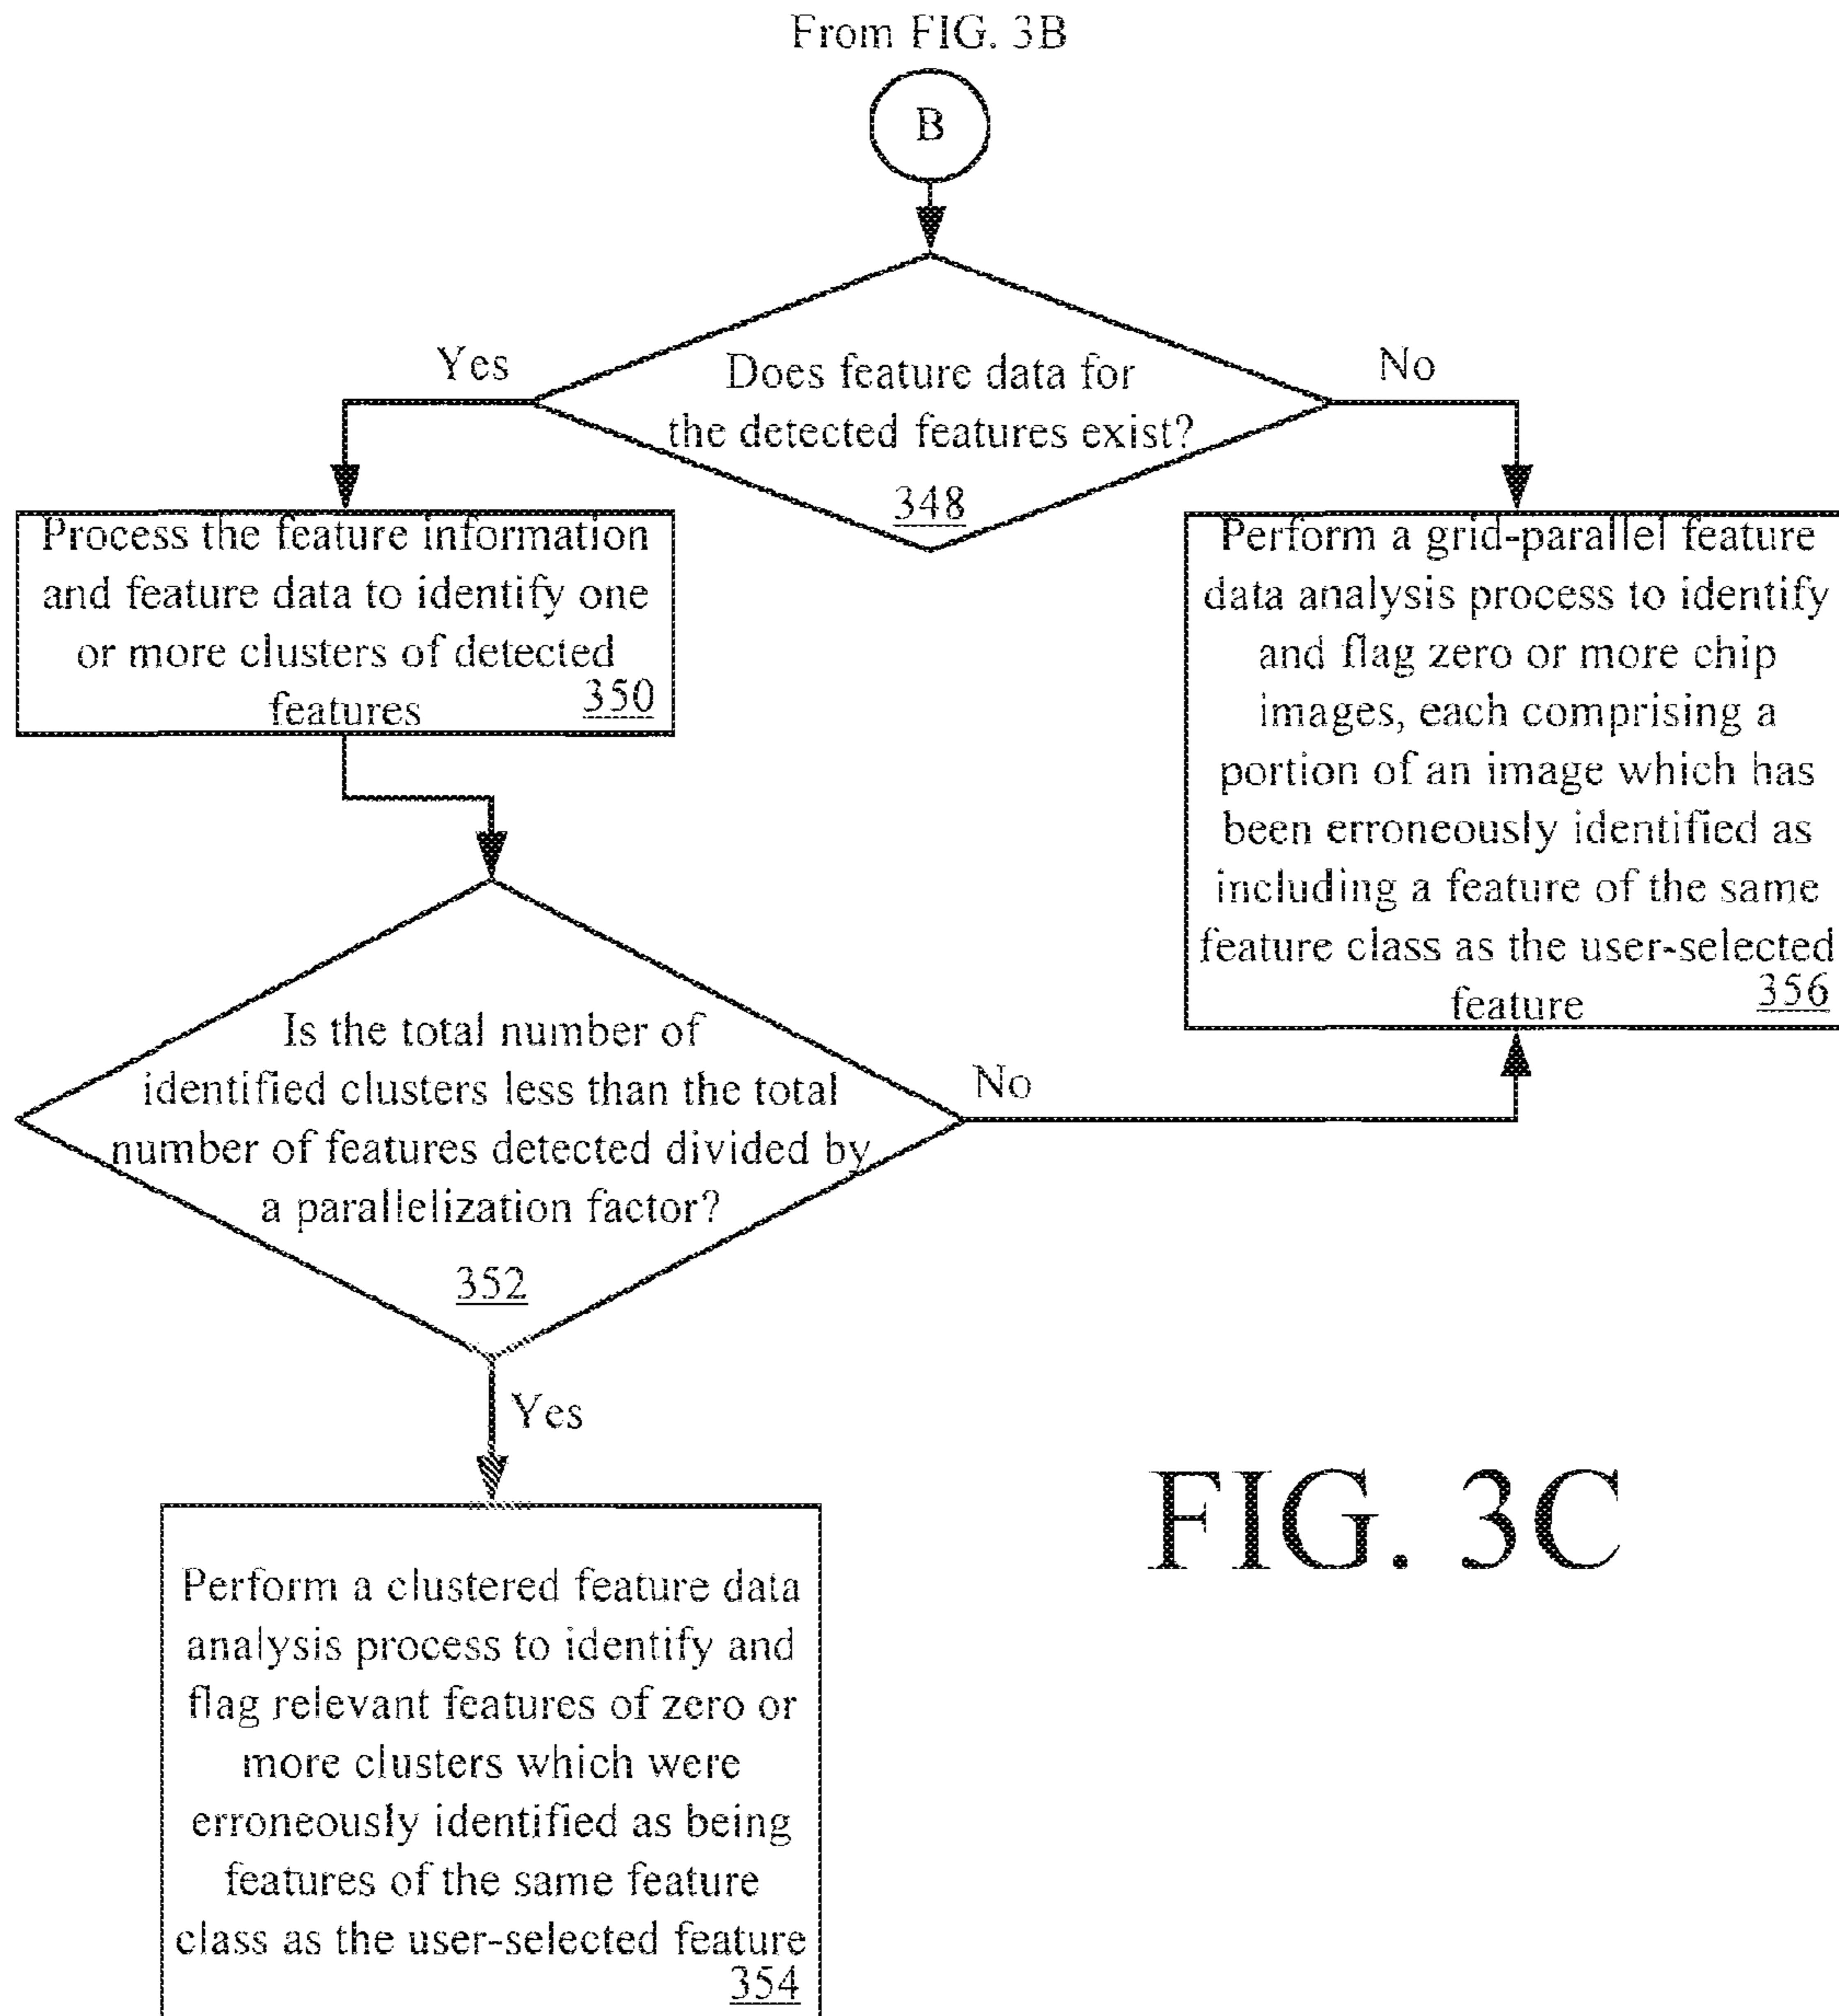 From FIG. 3B
B
Yes
No
Does feature data for
the detected features exist?
348
Process the feature information
and feature data to identify one
or more clusters of detected
features 350
Perform a grid-parallel feature
data analysis process to identify
and flag zero or more chip
images, each comprising a
portion of an image which has
been erroneously identified as
including a feature of the same
feature class as the user-selected
feature 356
Is the total number of
identified clusters less than the total
number of features detected divided by
a parallelization factor?
352
No
Yes
Perform a clustered feature data
analysis process to identify and
flag relevant features of zero or
more clusters which were
erroneously identified as being
features of the same feature
class as the user-selected feature
354
FIG. 3C